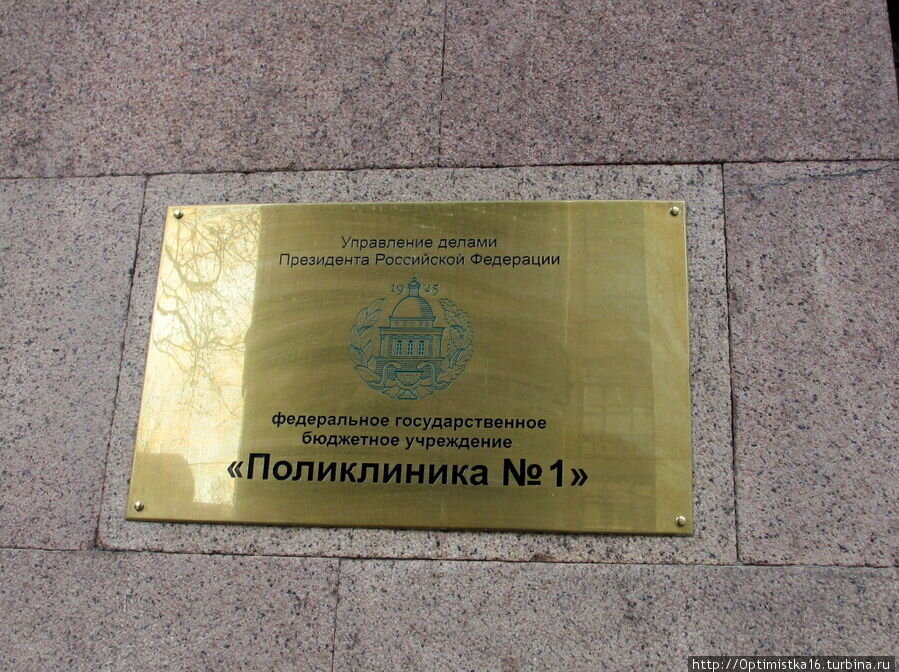 Управление делами
Президента Российской Федерации
1925
федеральное государственное
бюджетное учреждение
«Поликлиника №1»
http://Optimistka16.turbina.ru